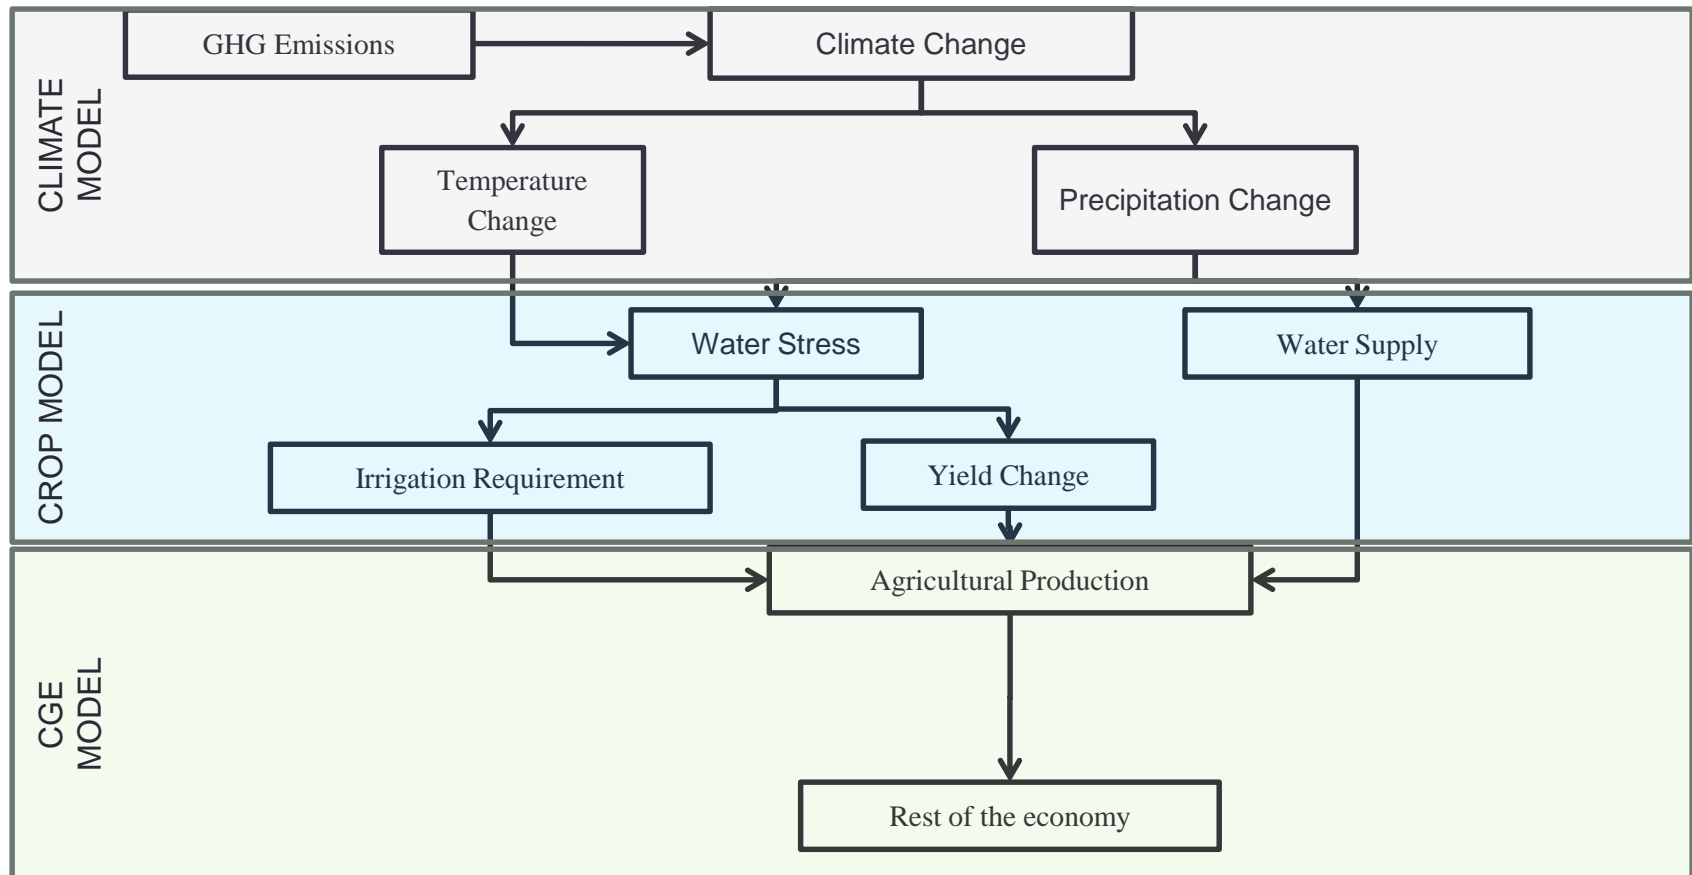 GHG Emissions
Climate Change
CLIMATE
MODEL
Temperature
Change
Precipitation Change
CROP MODEL
Water Stress
Water Supply
Irrigation Requirement
Yield Change
CGE
MODEL
Agricultural Production
Rest of the economy